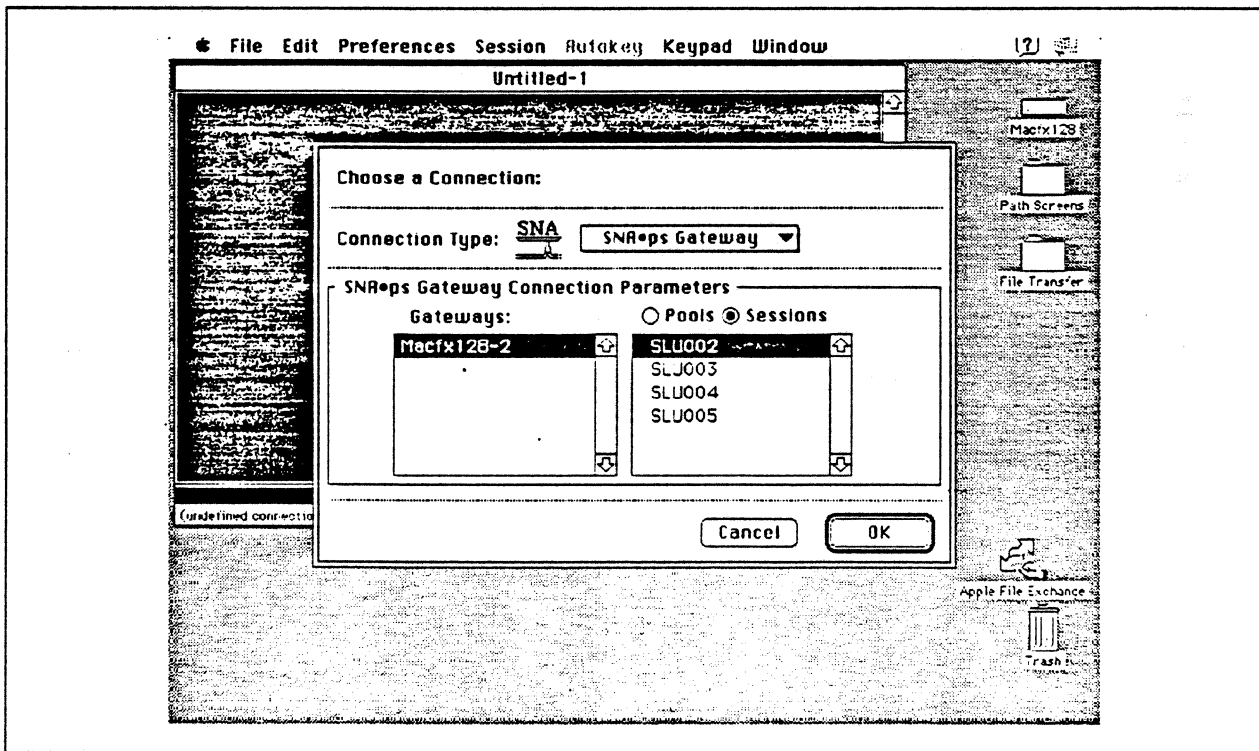 File Edit Preferences Session Autokey Keypad Window
Untitled-1
Macfx128
Choose a Connection:
Path Screens
Connection Type: SNA SNA•ps Gateway
File Transfer
SNA•ps Gateway Connection Parameters
Gateways: Pools Sessions
Macfx128-2 SLU002
SLU003
SLU004
SLU005
(undefined connectio
Cancel OK
Apple File Exchange
Trash